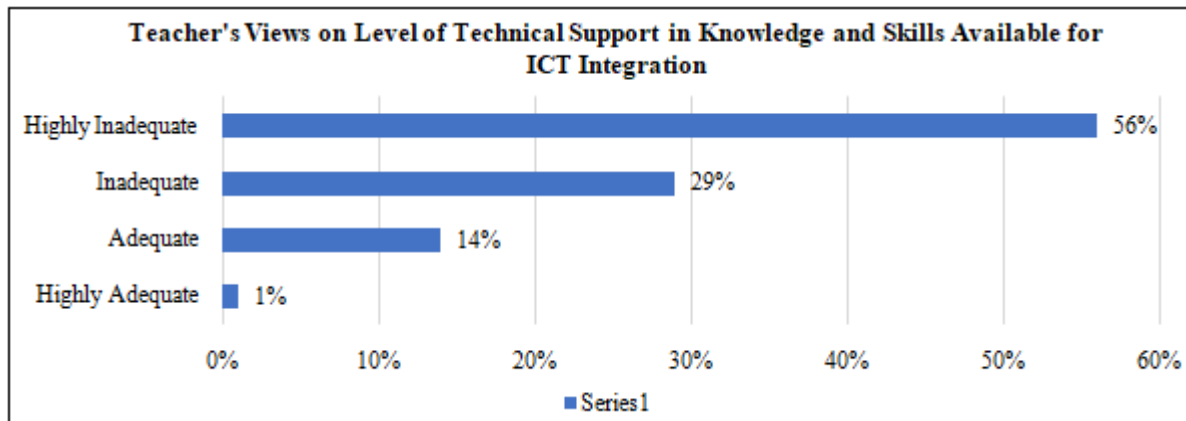 Teacher's Views on Level of Technical Support in Knowledge and Skills Available for
ICT Integration
Highly Inadequate 56%
Inadequate 29%
Adequate 14%
Highly Adequate 1%
0% 10% 20% 30% 40% 50% 60%
Series1